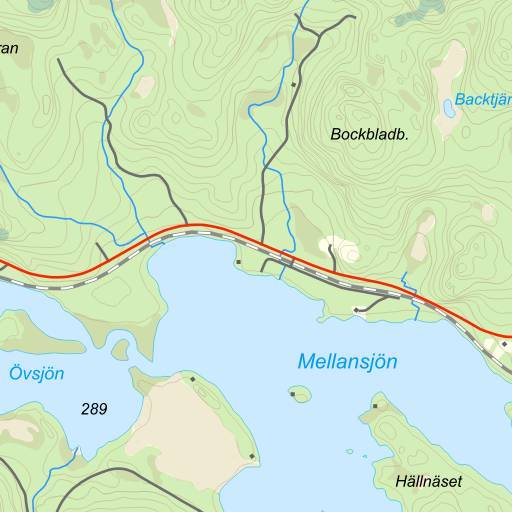 ran
Backtjär
Bockbladb.
Mellansjön
Övsjön
289
Hällnäset